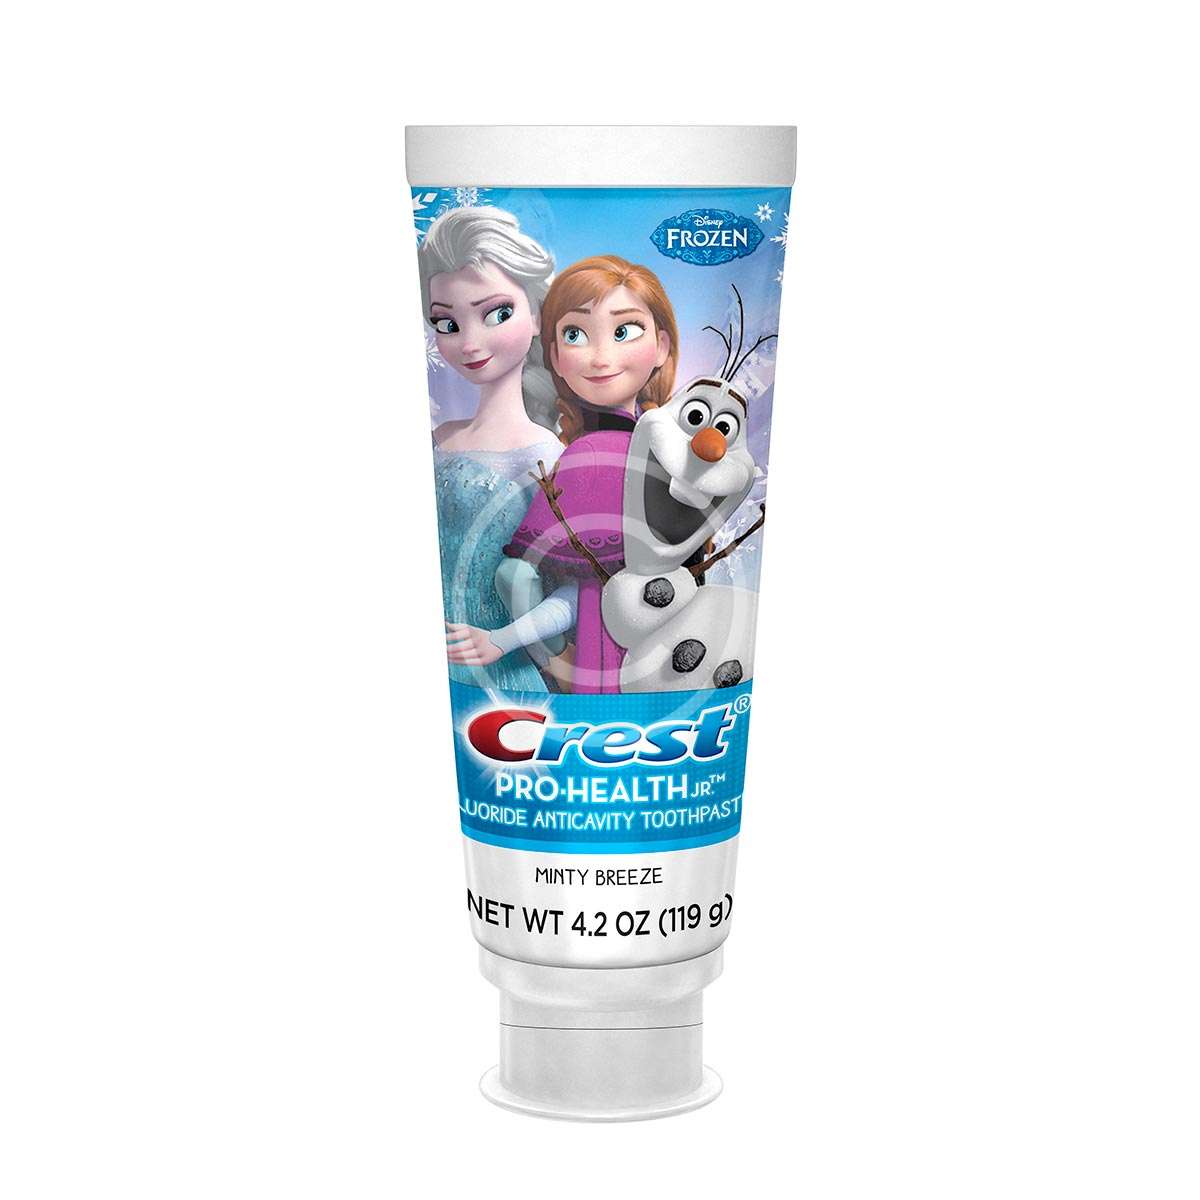 Disney
FROZEN
Crest®
PRO-HEALTH JR.™
LUORIDE ANTICAVITY TOOTHPAST
MINTY BREEZE
NET WT 4.2 OZ (119 g)